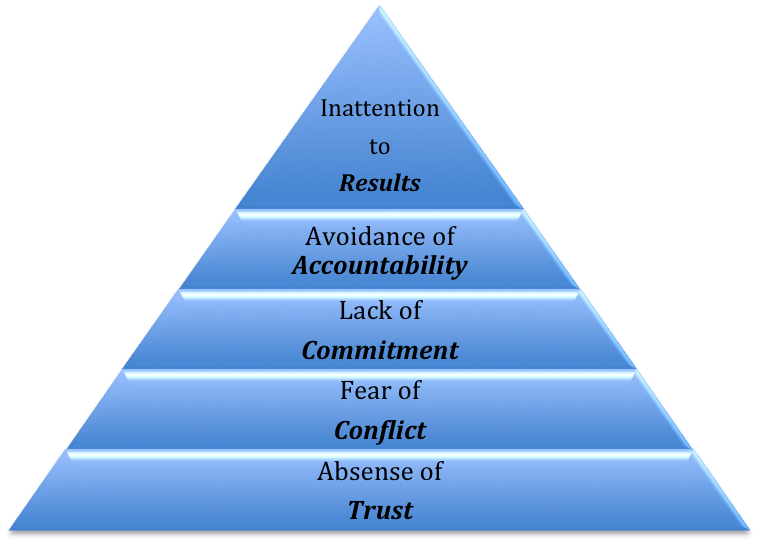 Inattention
to
Results
Avoidance of
Accountability
Lack of
Commitment
Fear of
Conflict
Absense of
Trust